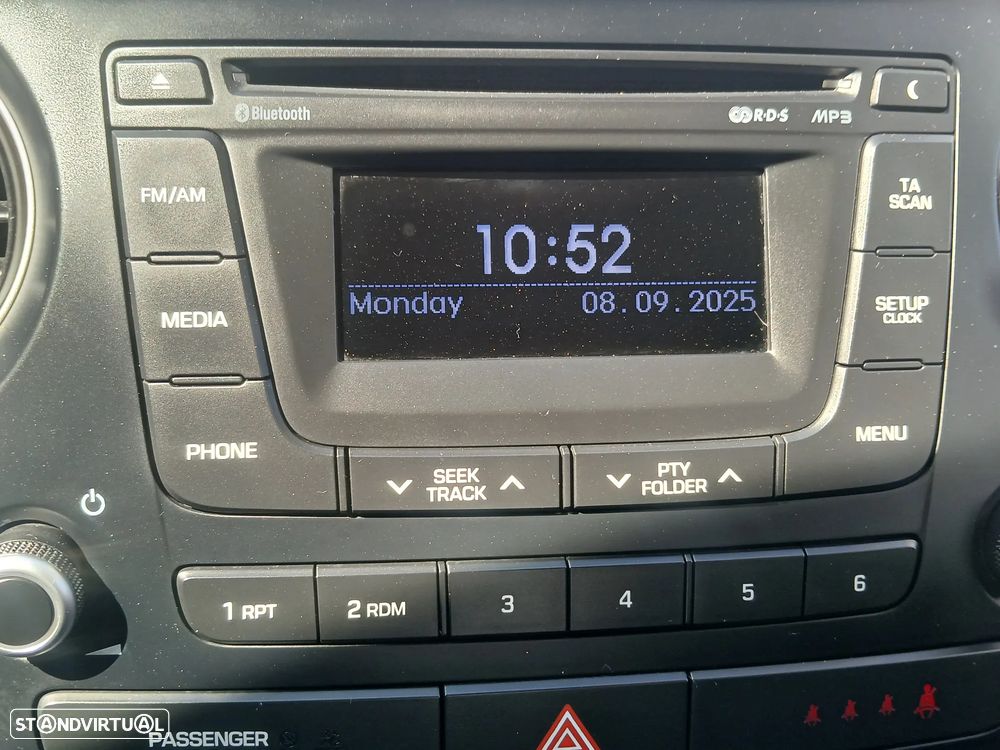 Bluetooth
R·D·S MP3
FM/AM
TA
SCAN
10:52
Monday 08.09.2025
MEDIA
SETUP
CLOCK
PHONE
SEEK
TRACK
PTY
FOLDER
MENU
1 RPT
2 RDM
3
4
5
6
STANDVIRTUAL
PASSENGER